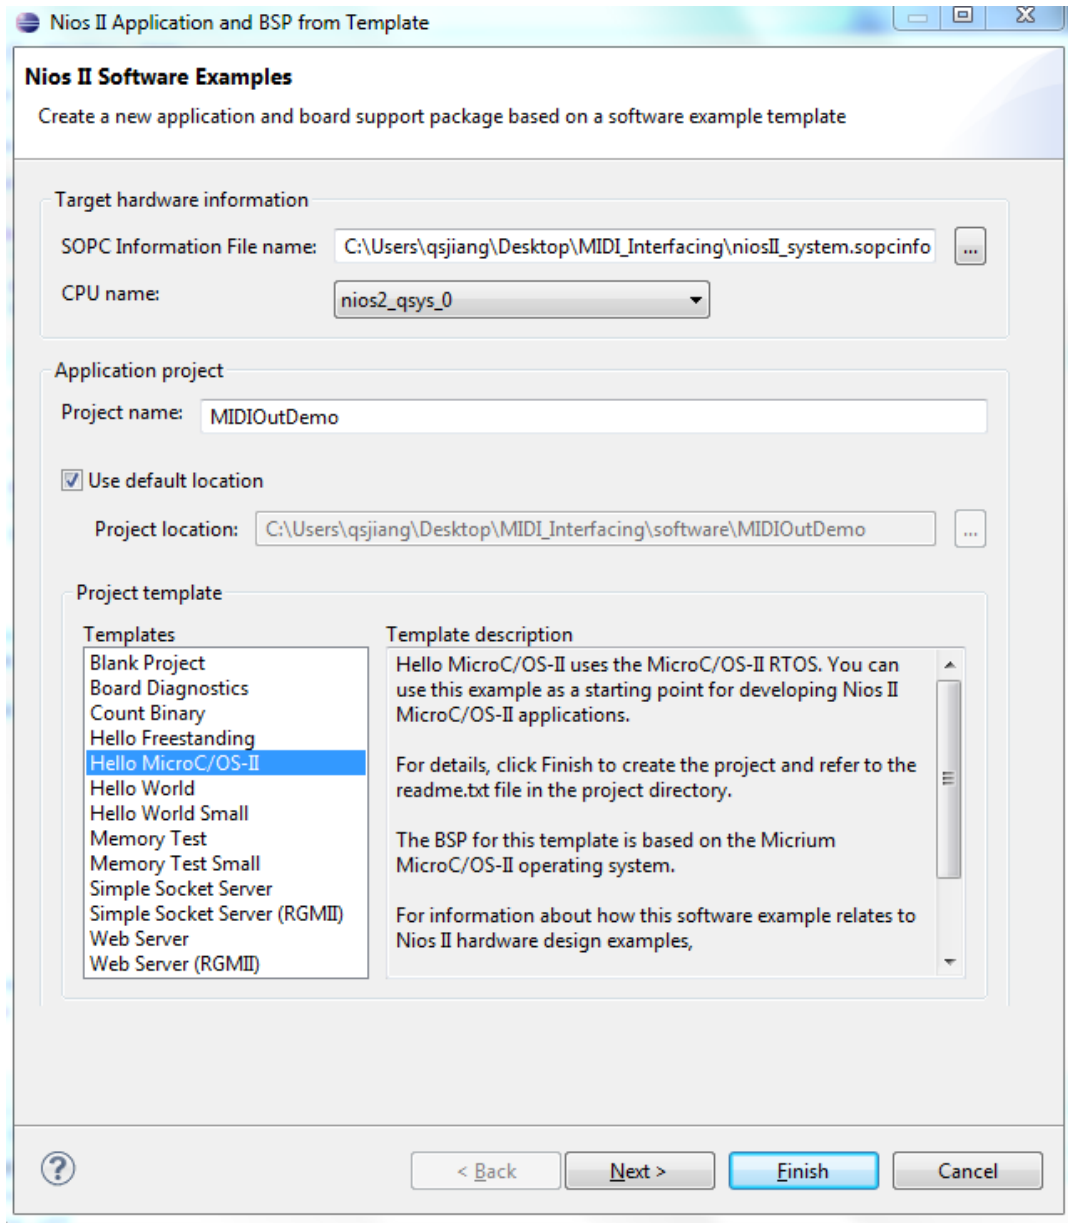 Nios II Application and BSP from Template
Nios II Software Examples
Create a new application and board support package based on a software example template
Target hardware information
SOPC Information File name: C:\Users\qsjiang\Desktop\MIDI_Interfacing\niosII_system.sopcinfo ...
CPU name: nios2_qsys_0
Application project
Project name: MIDIOutDemo
Use default location
Project location: C:\Users\qsjiang\Desktop\MIDI_Interfacing\software\MIDIOutDemo ...
Project template
Templates
Blank Project
Board Diagnostics
Count Binary
Hello Freestanding
Hello MicroC/OS-II
Hello World
Hello World Small
Memory Test
Memory Test Small
Simple Socket Server
Simple Socket Server (RGMII)
Web Server
Web Server (RGMII)
Template description
Hello MicroC/OS-II uses the MicroC/OS-II RTOS. You can
use this example as a starting point for developing Nios II
MicroC/OS-II applications.
For details, click Finish to create the project and refer to the
readme.txt file in the project directory.
The BSP for this template is based on the Micrium
MicroC/OS-II operating system.
For information about how this software example relates to
Nios II hardware design examples,
?
< Back
Next >
Finish
Cancel